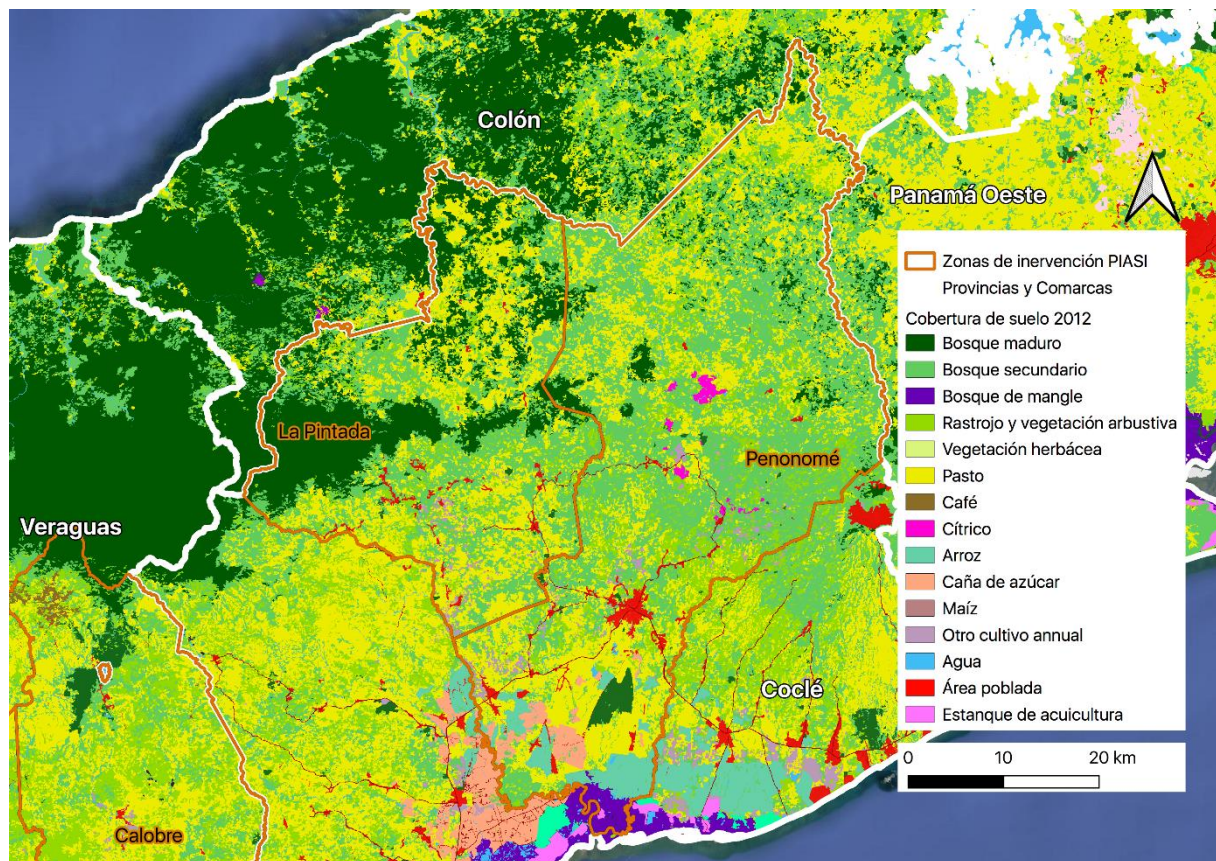 Colón
Panamá Oeste
La Pintada
Penonomé
Veraguas
Coclé
Calobre
Zonas de inervención PIASI
Provincias y Comarcas
Cobertura de suelo 2012
Bosque maduro
Bosque secundario
Bosque de mangle
Rastrojo y vegetación arbustiva
Vegetación herbácea
Pasto
Café
Cítrico
Arroz
Caña de azúcar
Maíz
Otro cultivo annual
Agua
Área poblada
Estanque de acuicultura
0 10 20 km